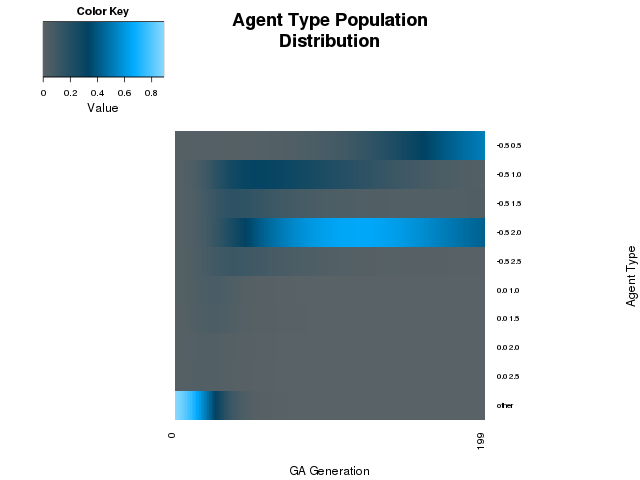 Color Key
0 0.2 0.4 0.6 0.8
Value
Agent Type Population
Distribution
-0.5 0.5
-0.5 1.0
-0.5 1.5
-0.5 2.0
-0.5 2.5
0.0 1.0
0.0 1.5
0.0 2.0
0.0 2.5
other
Agent Type
0 199
GA Generation